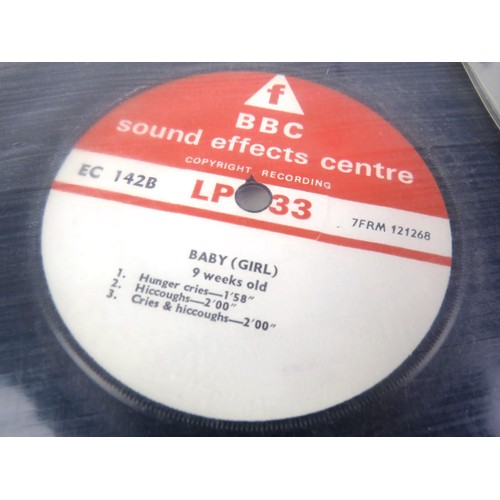 f
BBC
sound effects centre
COPYRIGHT RECORDING
EC 142B LP 33 7FRM 121268
BABY (GIRL)
9 weeks old
1. Hunger cries—1'58"
2. Hiccoughs—2'00"
3. Cries & hiccoughs—2'00"